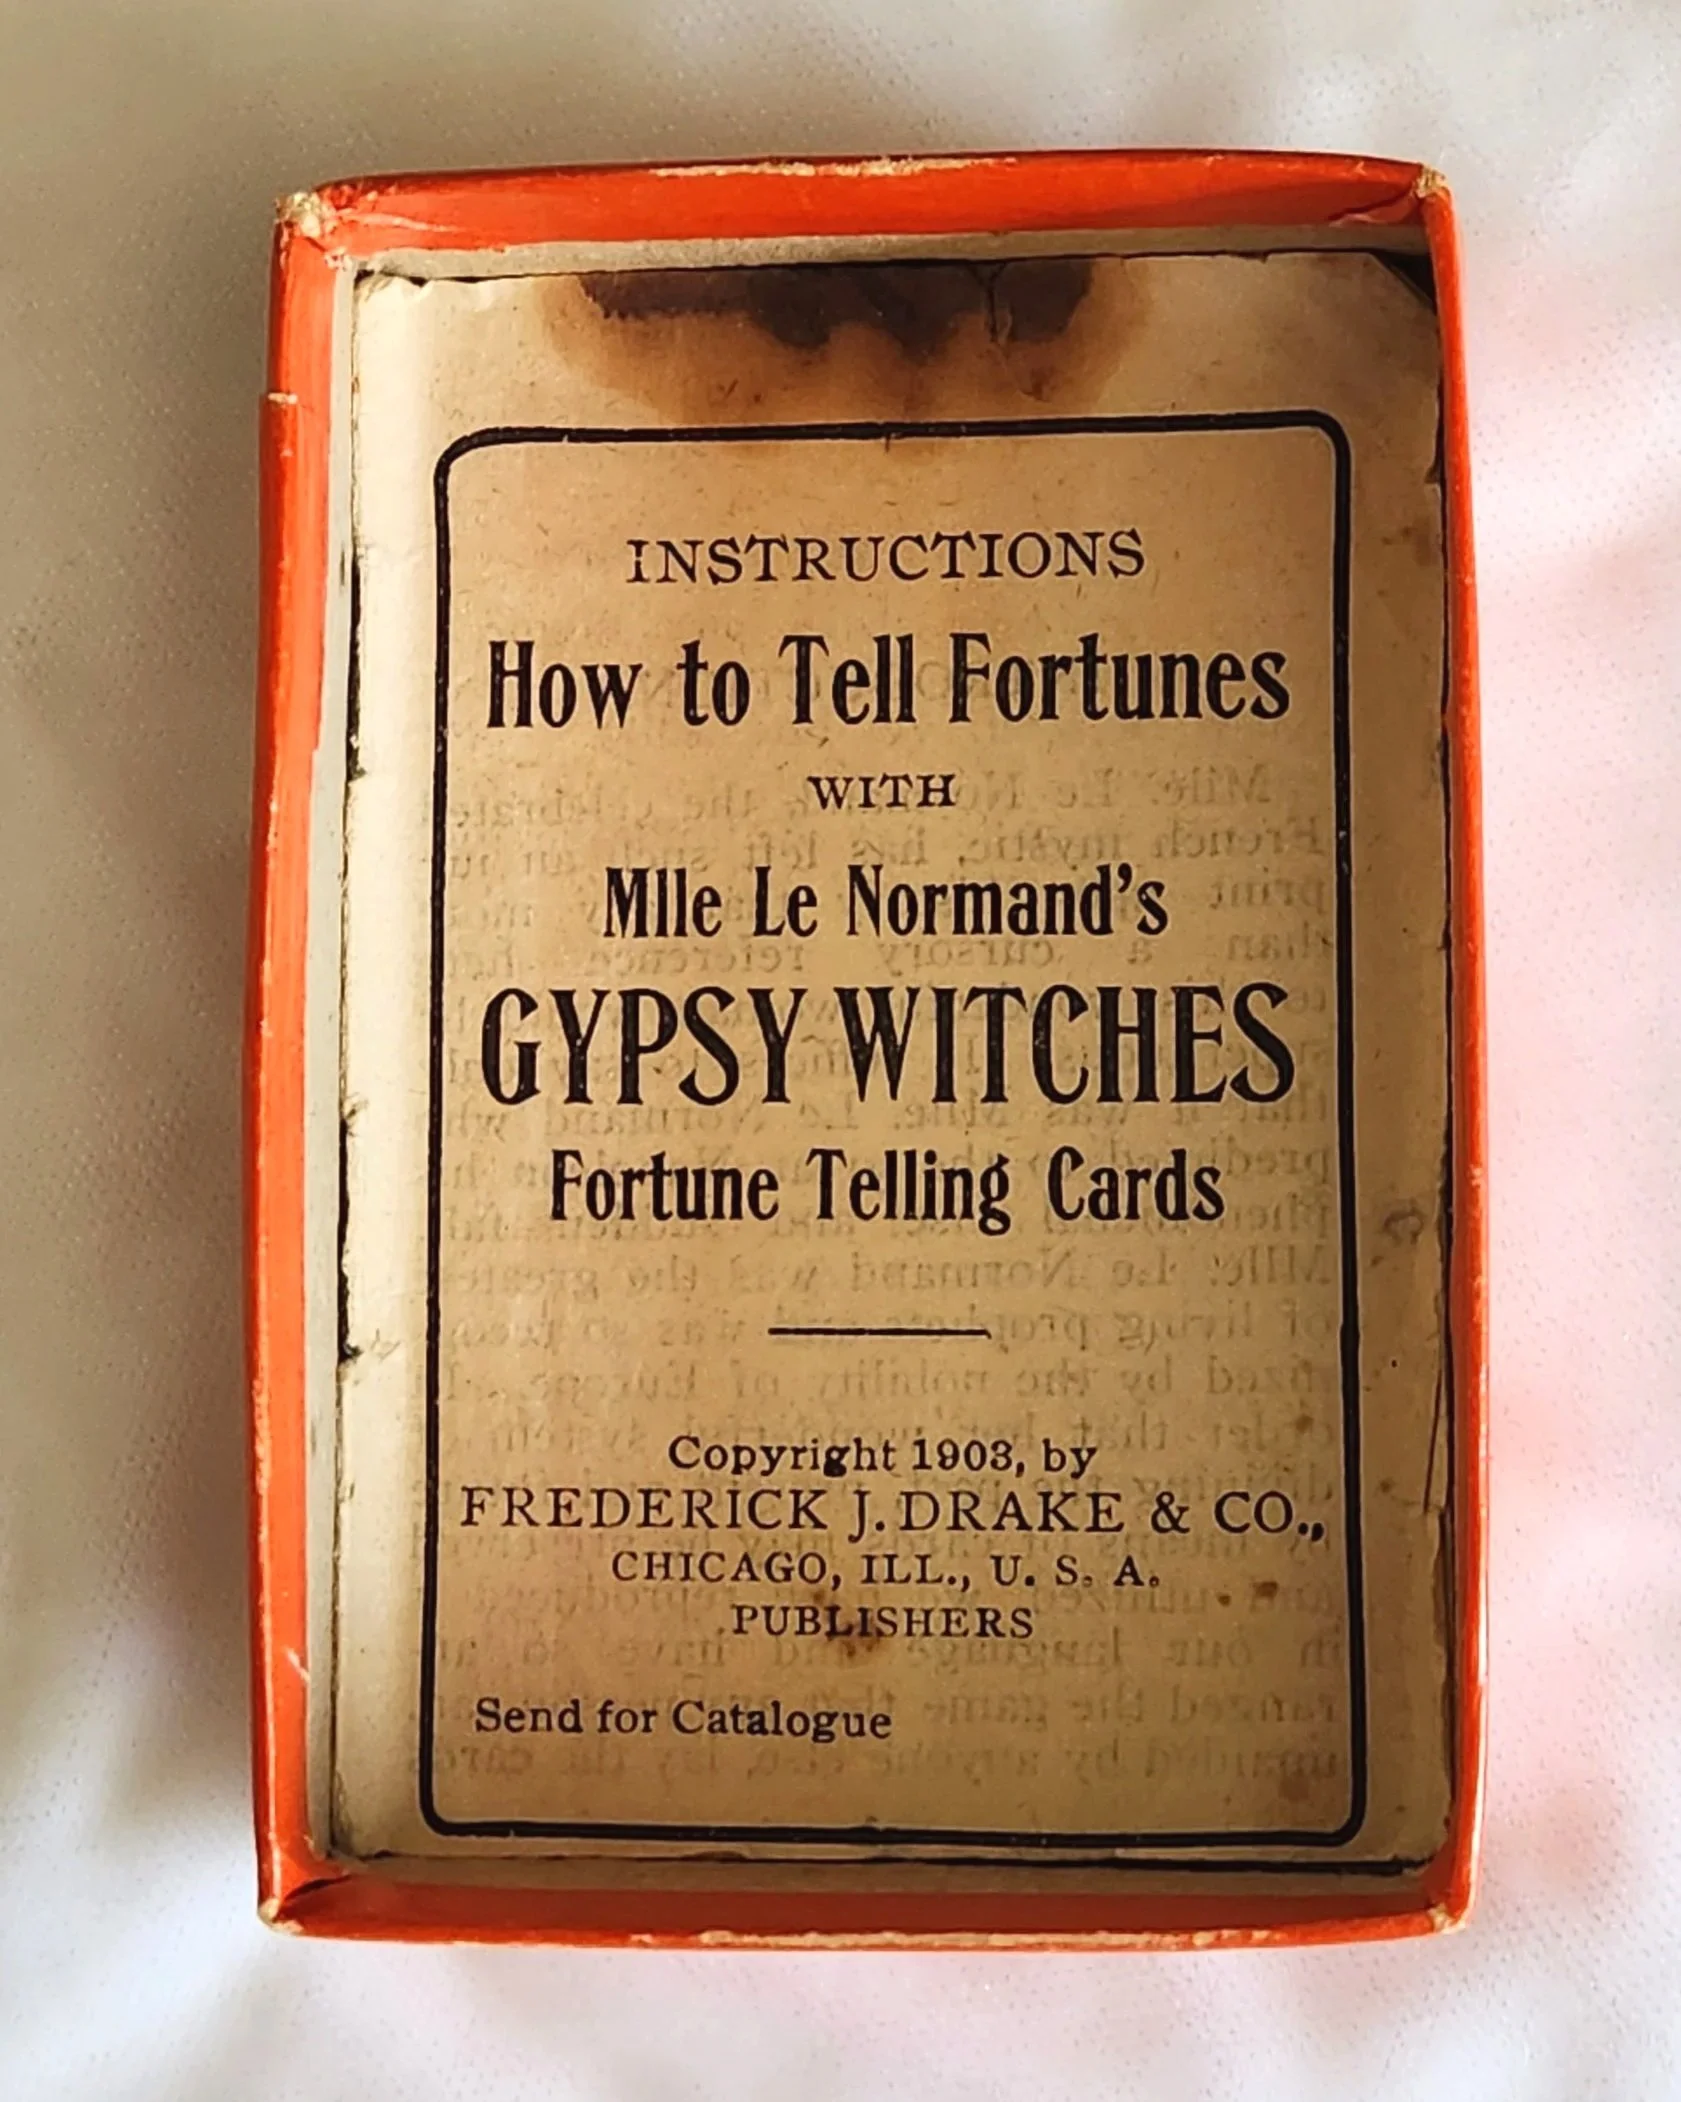 INSTRUCTIONS
How to Tell Fortunes
WITH
Mlle Le Normand's
GYPSY WITCHES
Fortune Telling Cards
Copyright 1903, by
FREDERICK J. DRAKE & CO.,
CHICAGO, ILL., U. S. A.
PUBLISHERS
Send for Catalogue